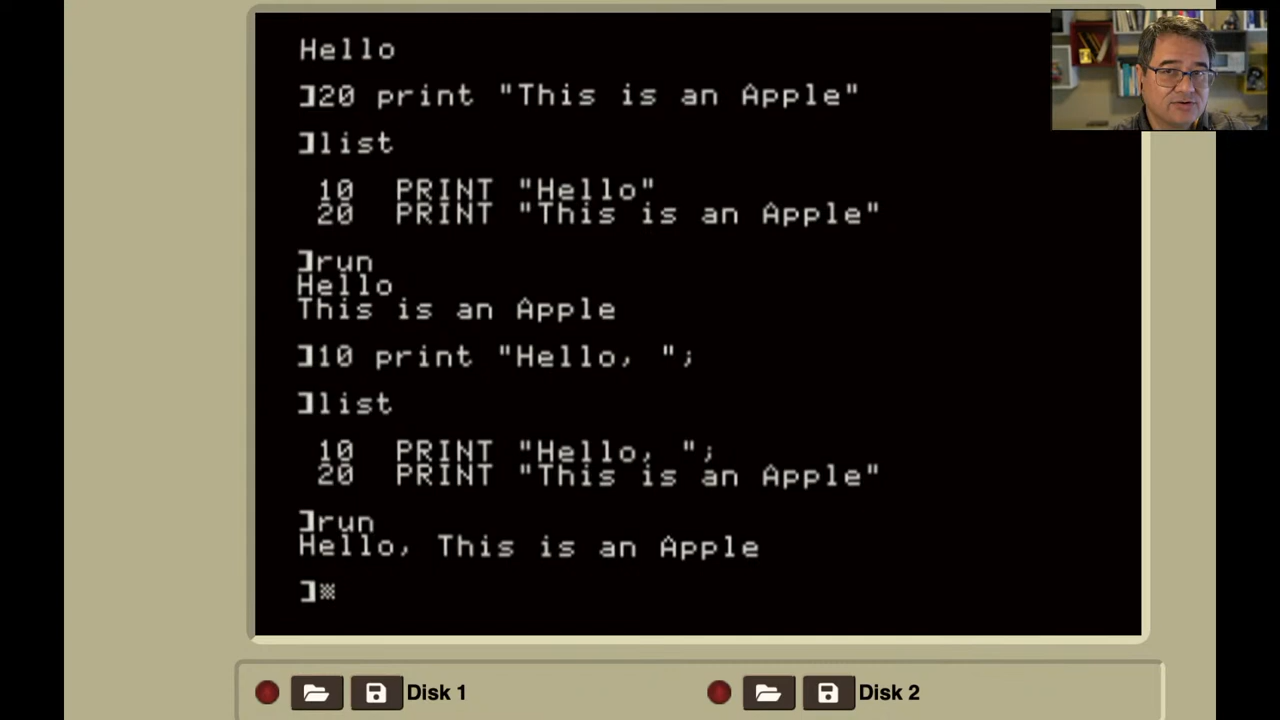 Hello
]20 print "This is an Apple"
]list
10 PRINT "Hello"
20 PRINT "This is an Apple"
]run
Hello
This is an Apple
]10 print "Hello, ";
]list
10 PRINT "Hello, ";
20 PRINT "This is an Apple"
]run
Hello, This is an Apple
]
Disk 1
Disk 2